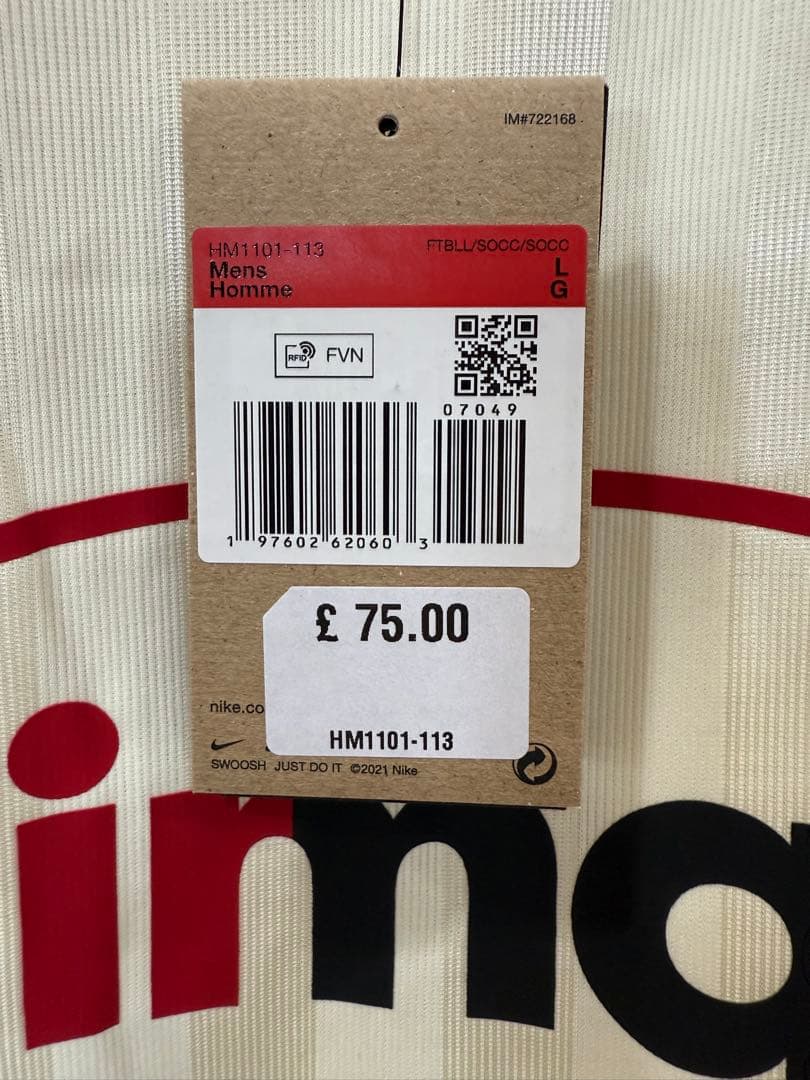 IM#722168
HM1101-113 FTBLL/SOCC/SOCC
Mens L
Homme G
RFID FVN
07049
1 97602 62060 3
£ 75.00
nike.co
HM1101-113
SWOOSH JUST DO IT ©2021 Nike